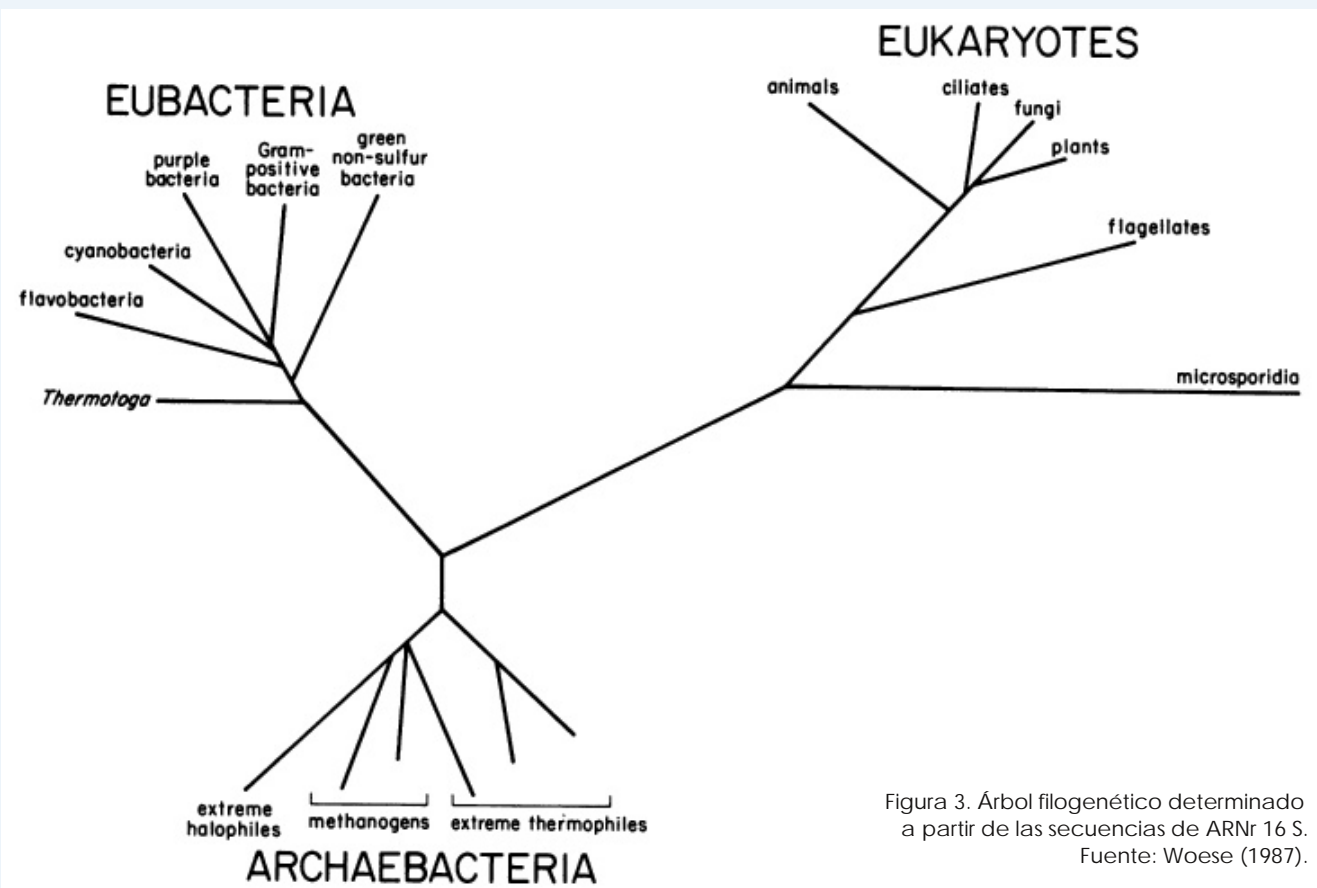 EUKARYOTES
animals
ciliates
fungi
plants
flagellates
microsporidia
EUBACTERIA
green
non-sulfur
bacteria
Gram-
positive
bacteria
purple
bacteria
cyanobacteria
flavobacteria
Thermotoga
extreme
halophiles
methanogens
extreme thermophiles
ARCHAEBACTERIA
Figura 3. Árbol filogenético determinado
a partir de las secuencias de ARNr 16 S.
Fuente: Woese (1987).